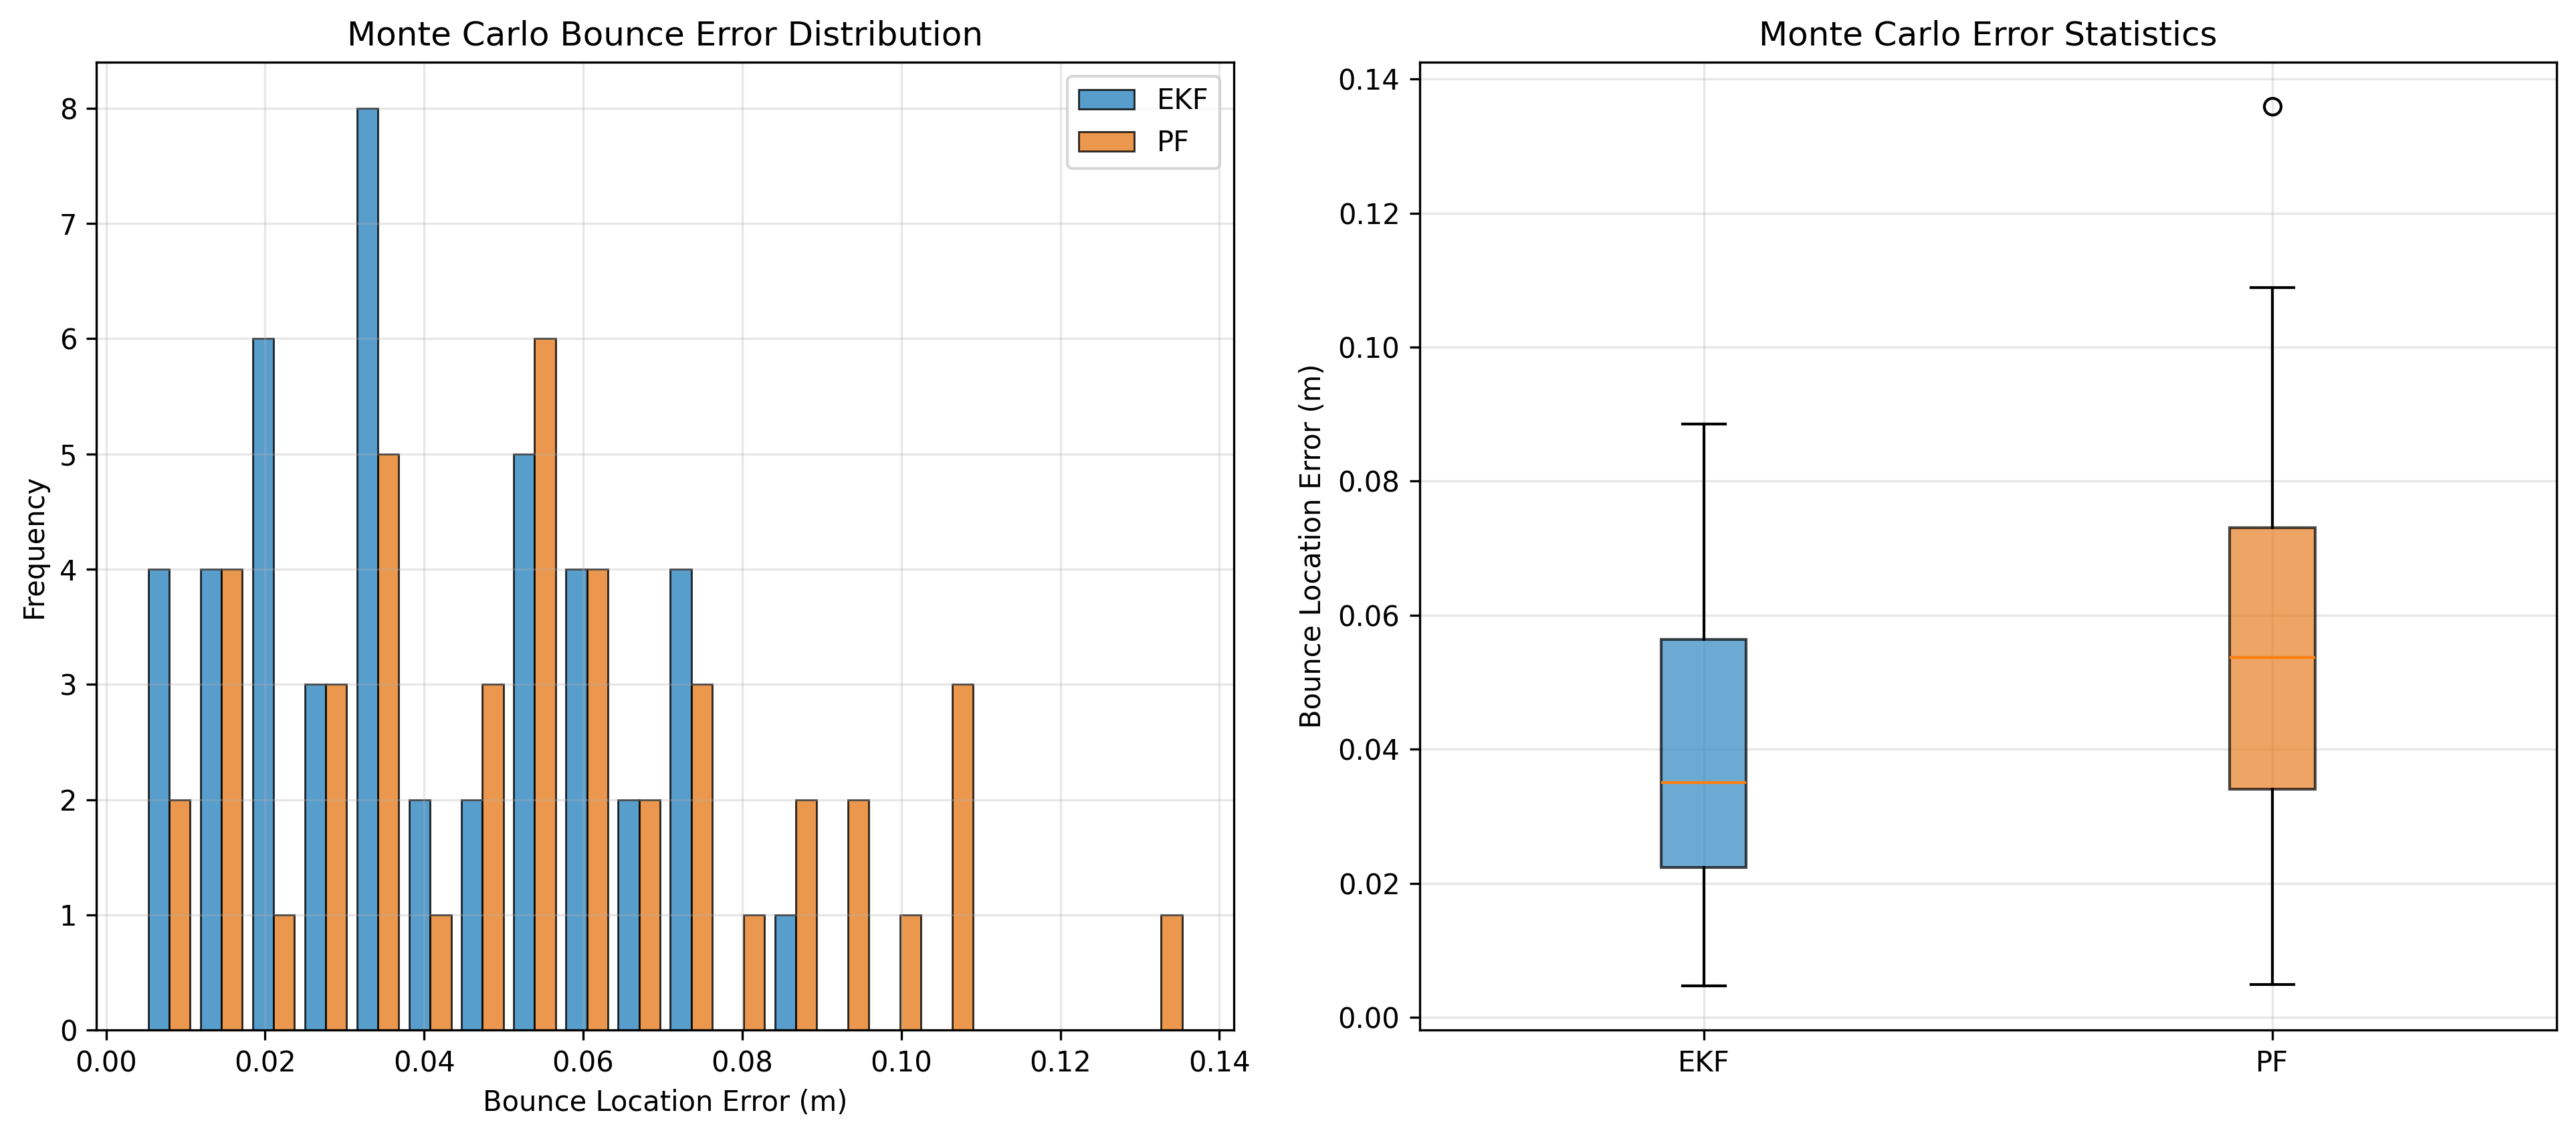 Monte Carlo Bounce Error Distribution
EKF
PF
Frequency
8
7
6
5
4
3
2
1
0
0.00 0.02 0.04 0.06 0.08 0.10 0.12 0.14
Bounce Location Error (m)
Monte Carlo Error Statistics
Bounce Location Error (m)
0.14
0.12
0.10
0.08
0.06
0.04
0.02
0.00
EKF PF